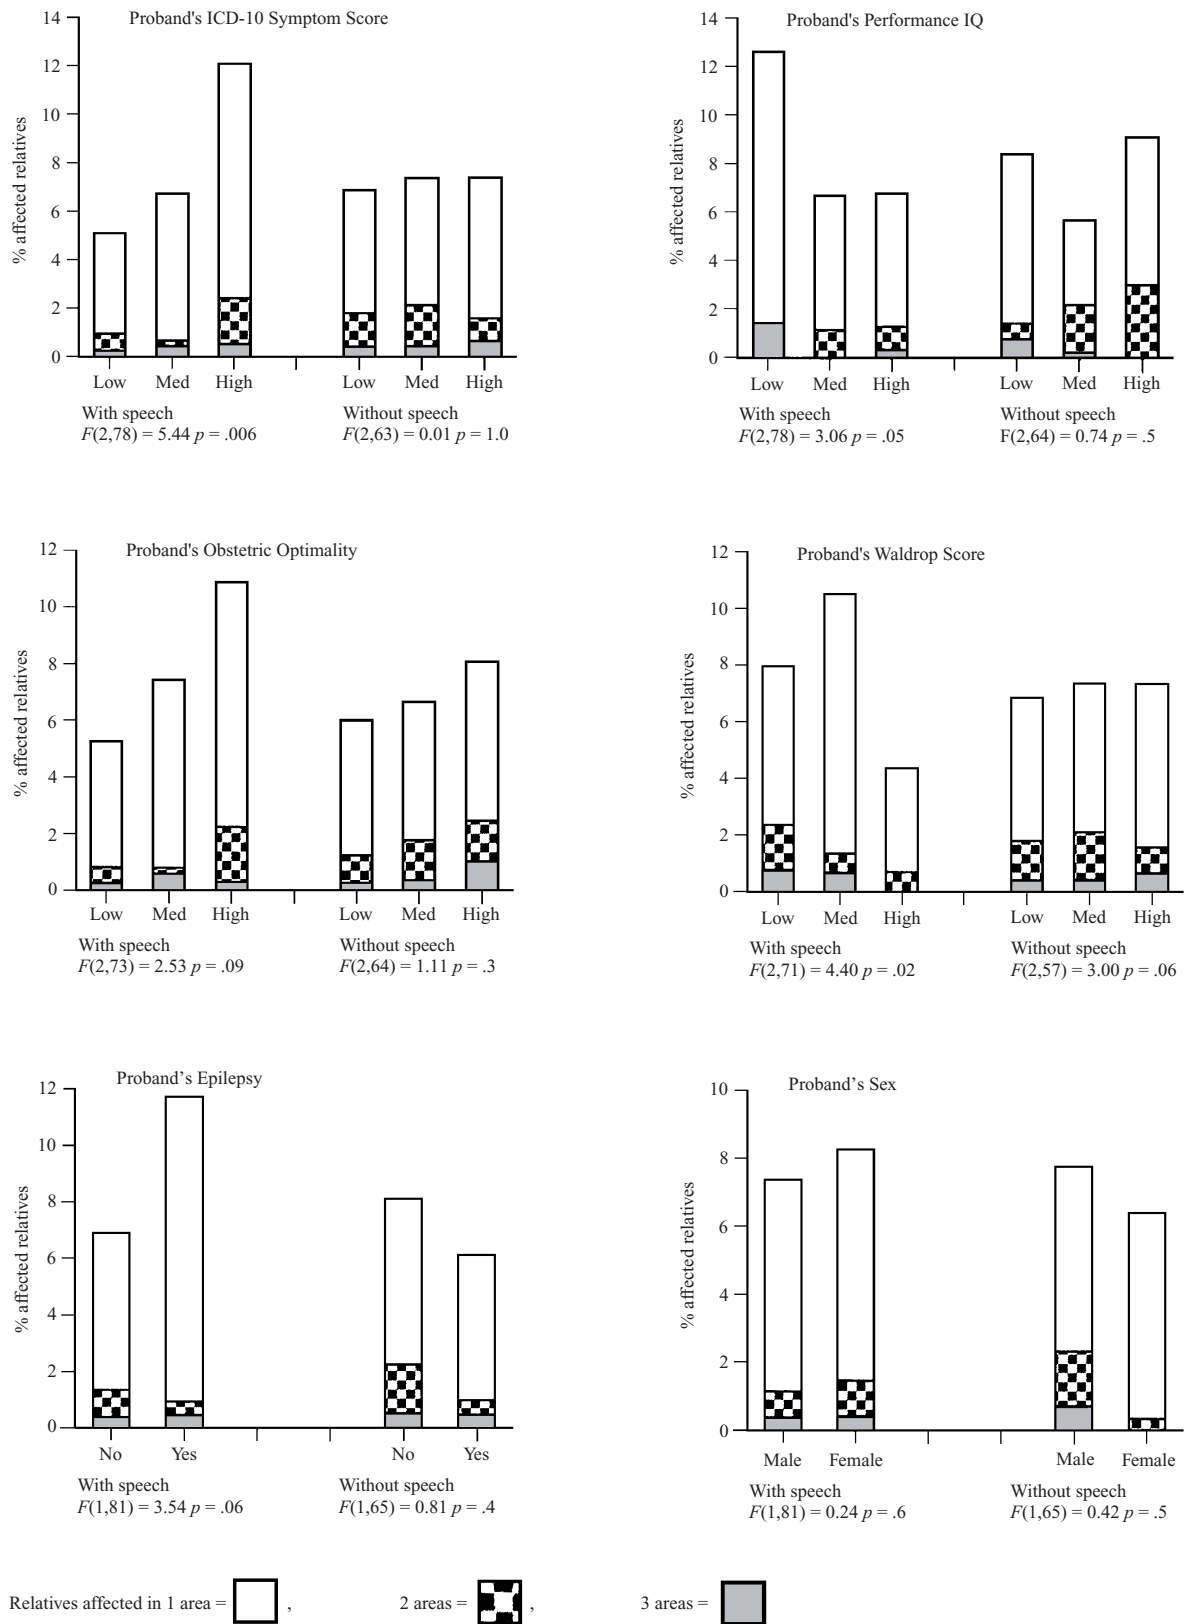 Proband's ICD-10 Symptom Score
% affected relatives
14
12
10
8
6
4
2
0
Low Med High Low Med High
With speech Without speech
F(2,78) = 5.44 p = .006 F(2,63) = 0.01 p = 1.0
Proband's Performance IQ
% affected relatives
14
12
10
8
6
4
2
0
Low Med High Low Med High
With speech Without speech
F(2,78) = 3.06 p = .05 F(2,64) = 0.74 p = .5
Proband's Obstetric Optimality
% affected relatives
12
10
8
6
4
2
0
Low Med High Low Med High
With speech Without speech
F(2,73) = 2.53 p = .09 F(2,64) = 1.11 p = .3
Proband's Waldrop Score
% affected relatives
12
10
8
6
4
2
0
Low Med High Low Med High
With speech Without speech
F(2,71) = 4.40 p = .02 F(2,57) = 3.00 p = .06
Proband’s Epilepsy
% affected relatives
12
10
8
6
4
2
0
No Yes No Yes
With speech Without speech
F(1,81) = 3.54 p = .06 F(1,65) = 0.81 p = .4
Proband’s Sex
% affected relatives
10
8
6
4
2
0
Male Female Male Female
With speech Without speech
F(1,81) = 0.24 p = .6 F(1,65) = 0.42 p = .5
Relatives affected in 1 area = , 2 areas = , 3 areas =